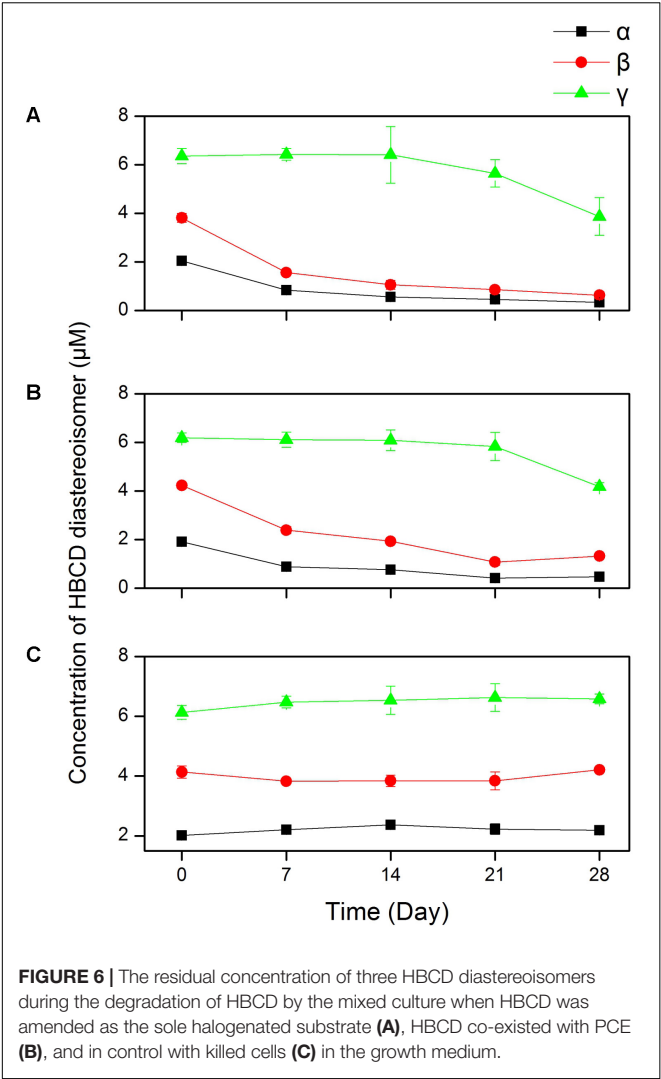 α
β
γ
A
8
6
4
2
0
B
8
6
4
2
0
C
8
6
4
2
Concentration of HBCD diastereoisomer (μM)
0 7 14 21 28
Time (Day)
FIGURE 6 | The residual concentration of three HBCD diastereoisomers
during the degradation of HBCD by the mixed culture when HBCD was
amended as the sole halogenated substrate (A), HBCD co-existed with PCE
(B), and in control with killed cells (C) in the growth medium.